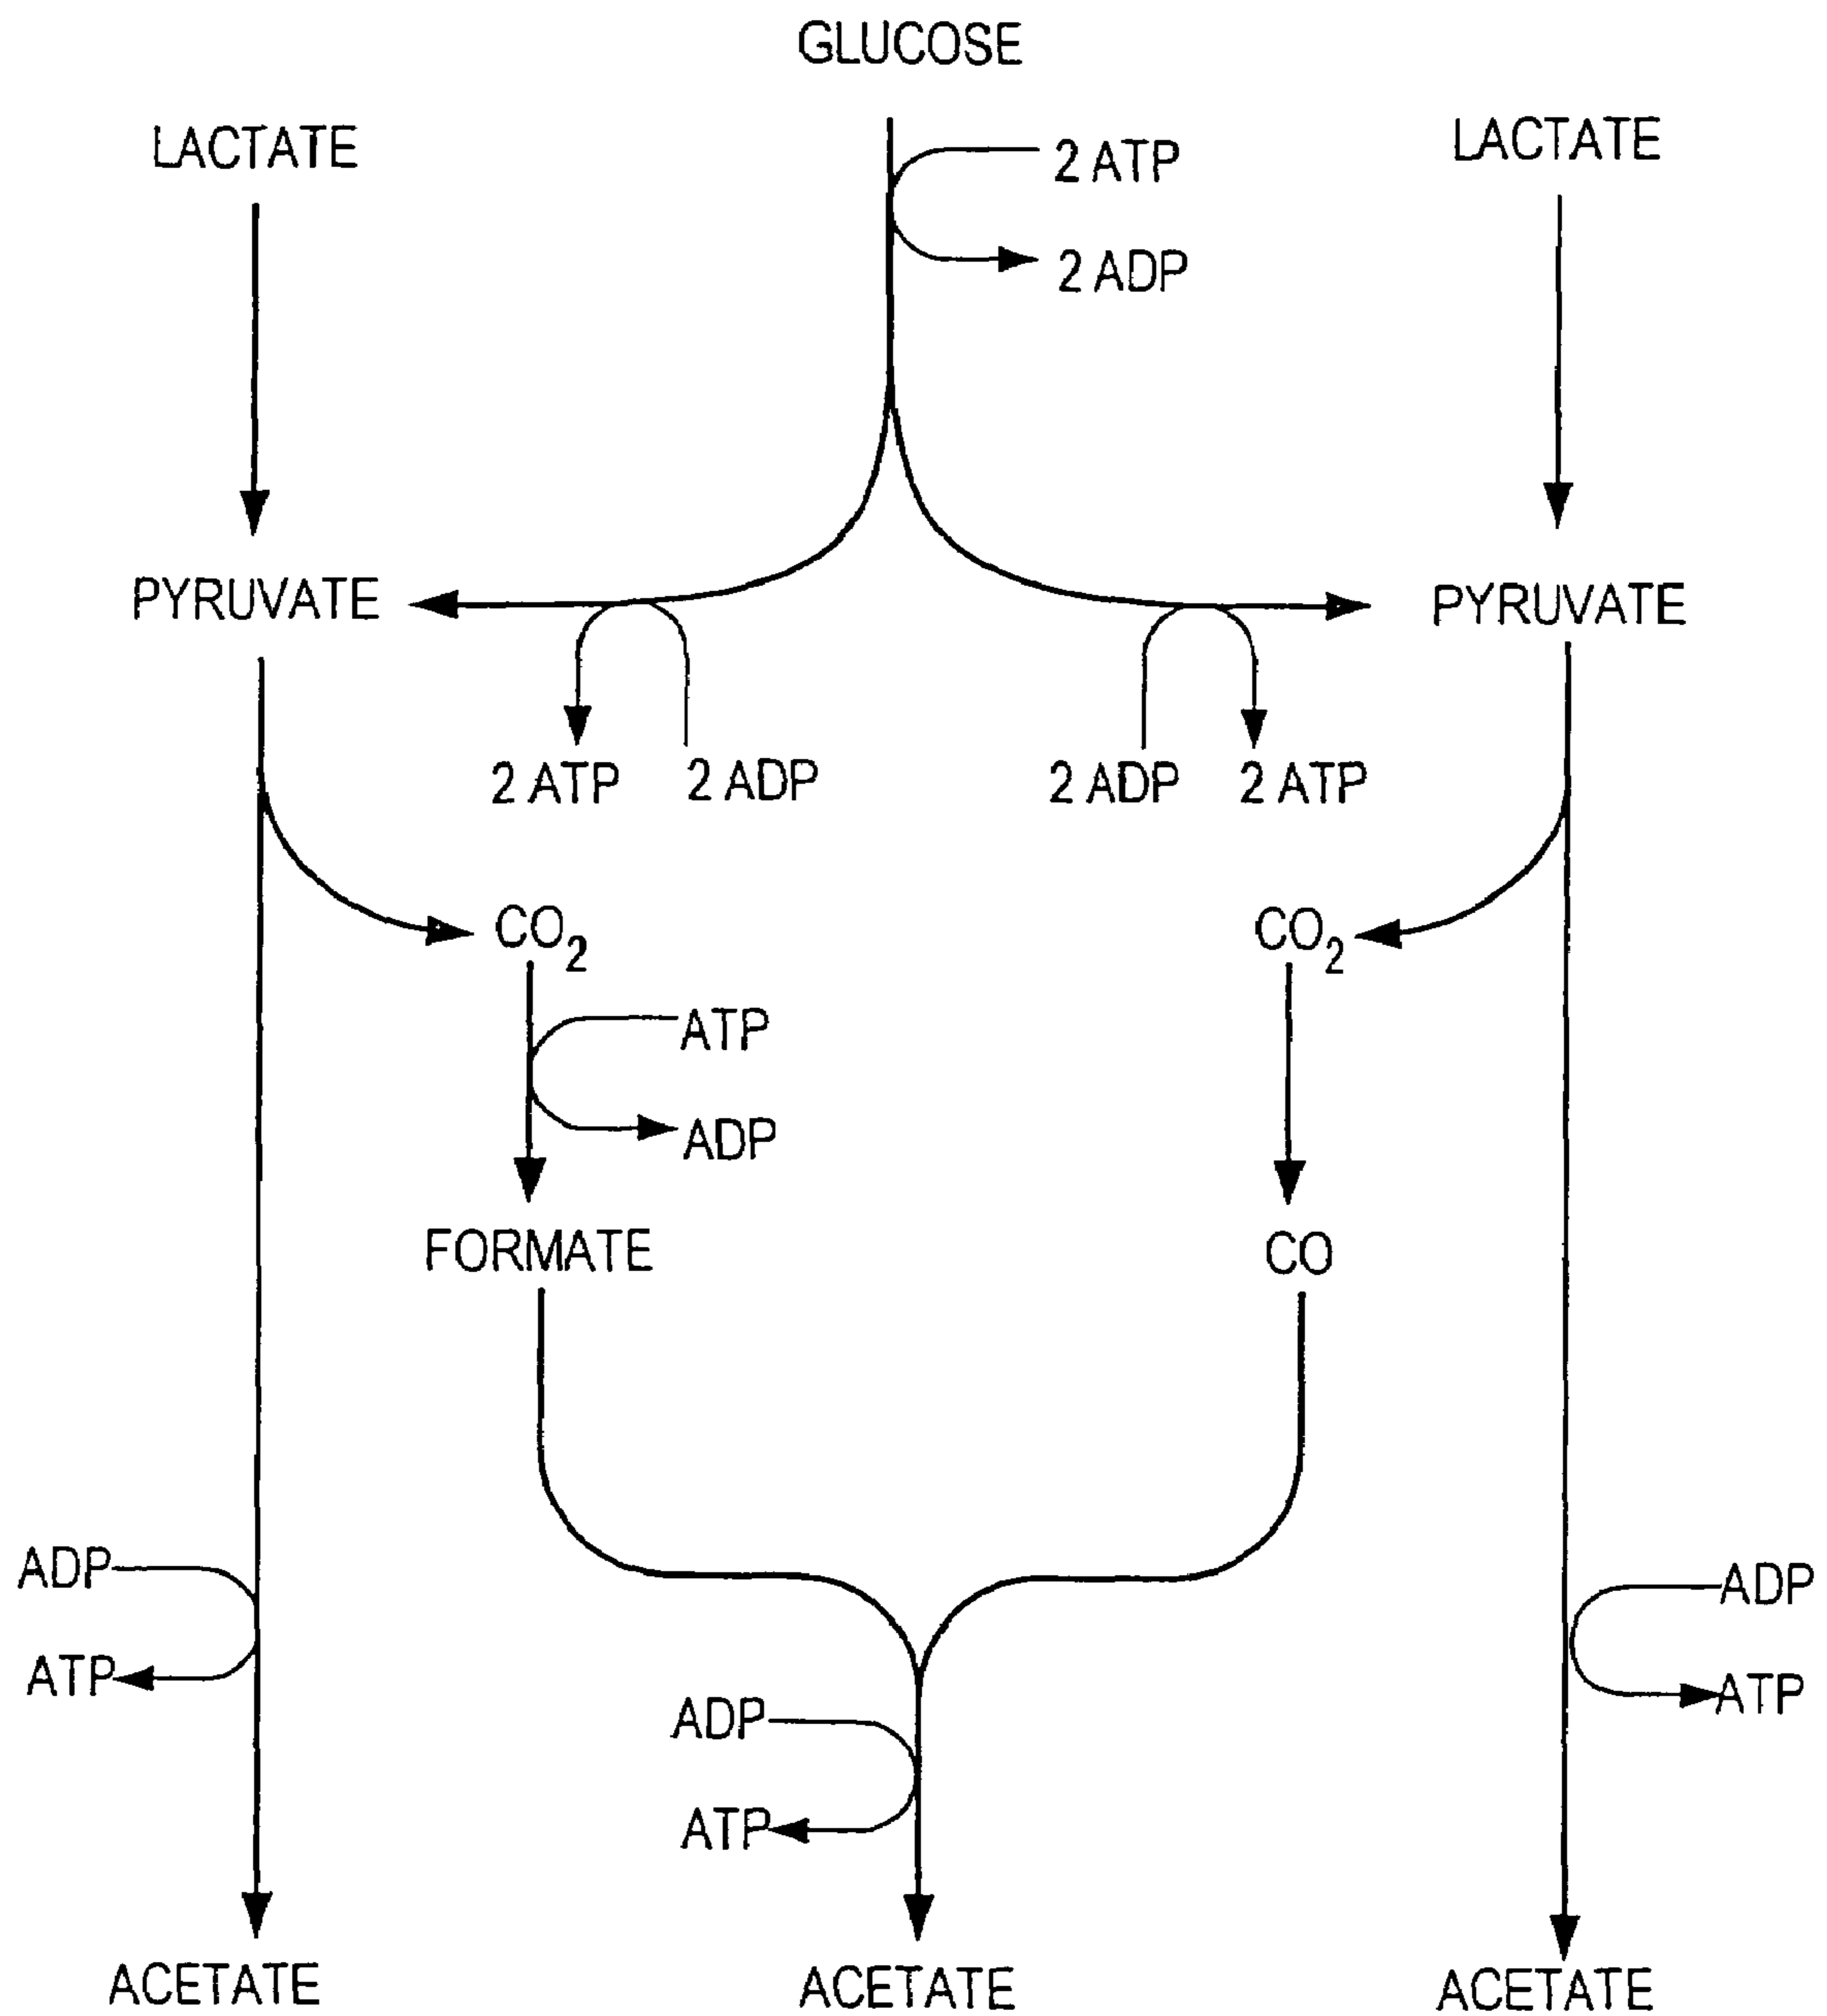 GLUCOSE
LACTATE
2 ATP
LACTATE
2 ADP
PYRUVATE
PYRUVATE
2 ATP
2 ADP
2 ADP
2 ATP
CO₂
CO₂
ATP
ADP
FORMATE
CO
ADP
ADP
ATP
ATP
ADP
ATP
ACETATE
ACETATE
ACETATE